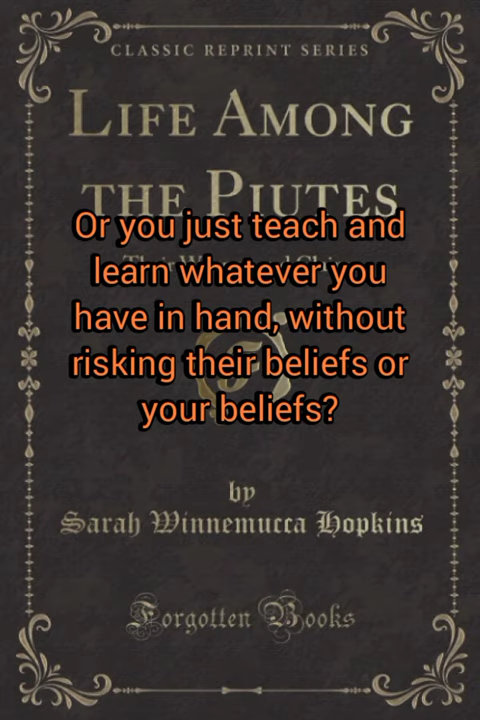 CLASSIC REPRINT SERIES
LIFE AMONG
THE PIUTES
Or you just teach and
learn whatever you
have in hand, without
risking their beliefs or
your beliefs?
by
Sarah Winnemucca Hopkins
Forgotten Books